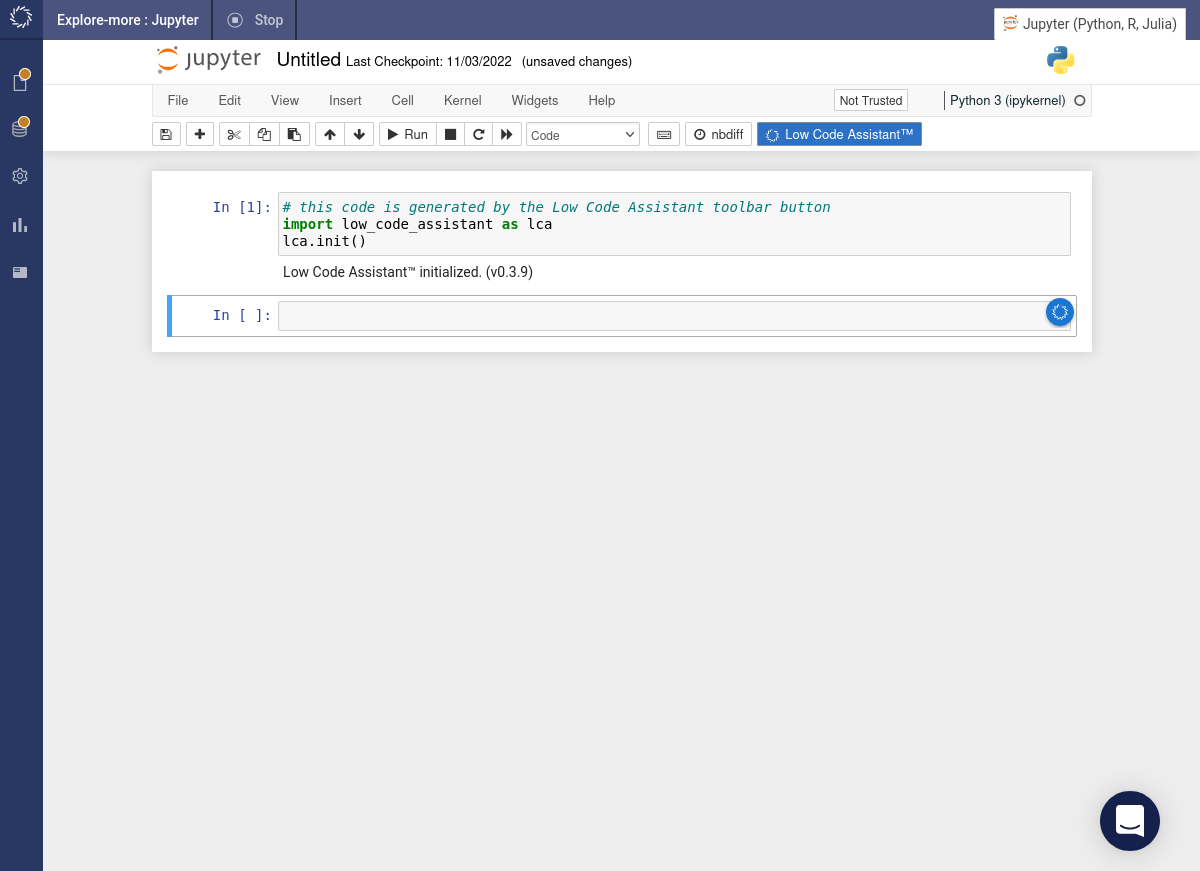 Explore-more : Jupyter Stop
Jupyter (Python, R, Julia)
jupyter Untitled Last Checkpoint: 11/03/2022 (unsaved changes)
File Edit View Insert Cell Kernel Widgets Help Not Trusted Python 3 (ipykernel)
Run Code nbdiff Low Code Assistant™
In [1]: # this code is generated by the Low Code Assistant toolbar button
import low_code_assistant as lca
lca.init()
Low Code Assistant™ initialized. (v0.3.9)
In [ ]: